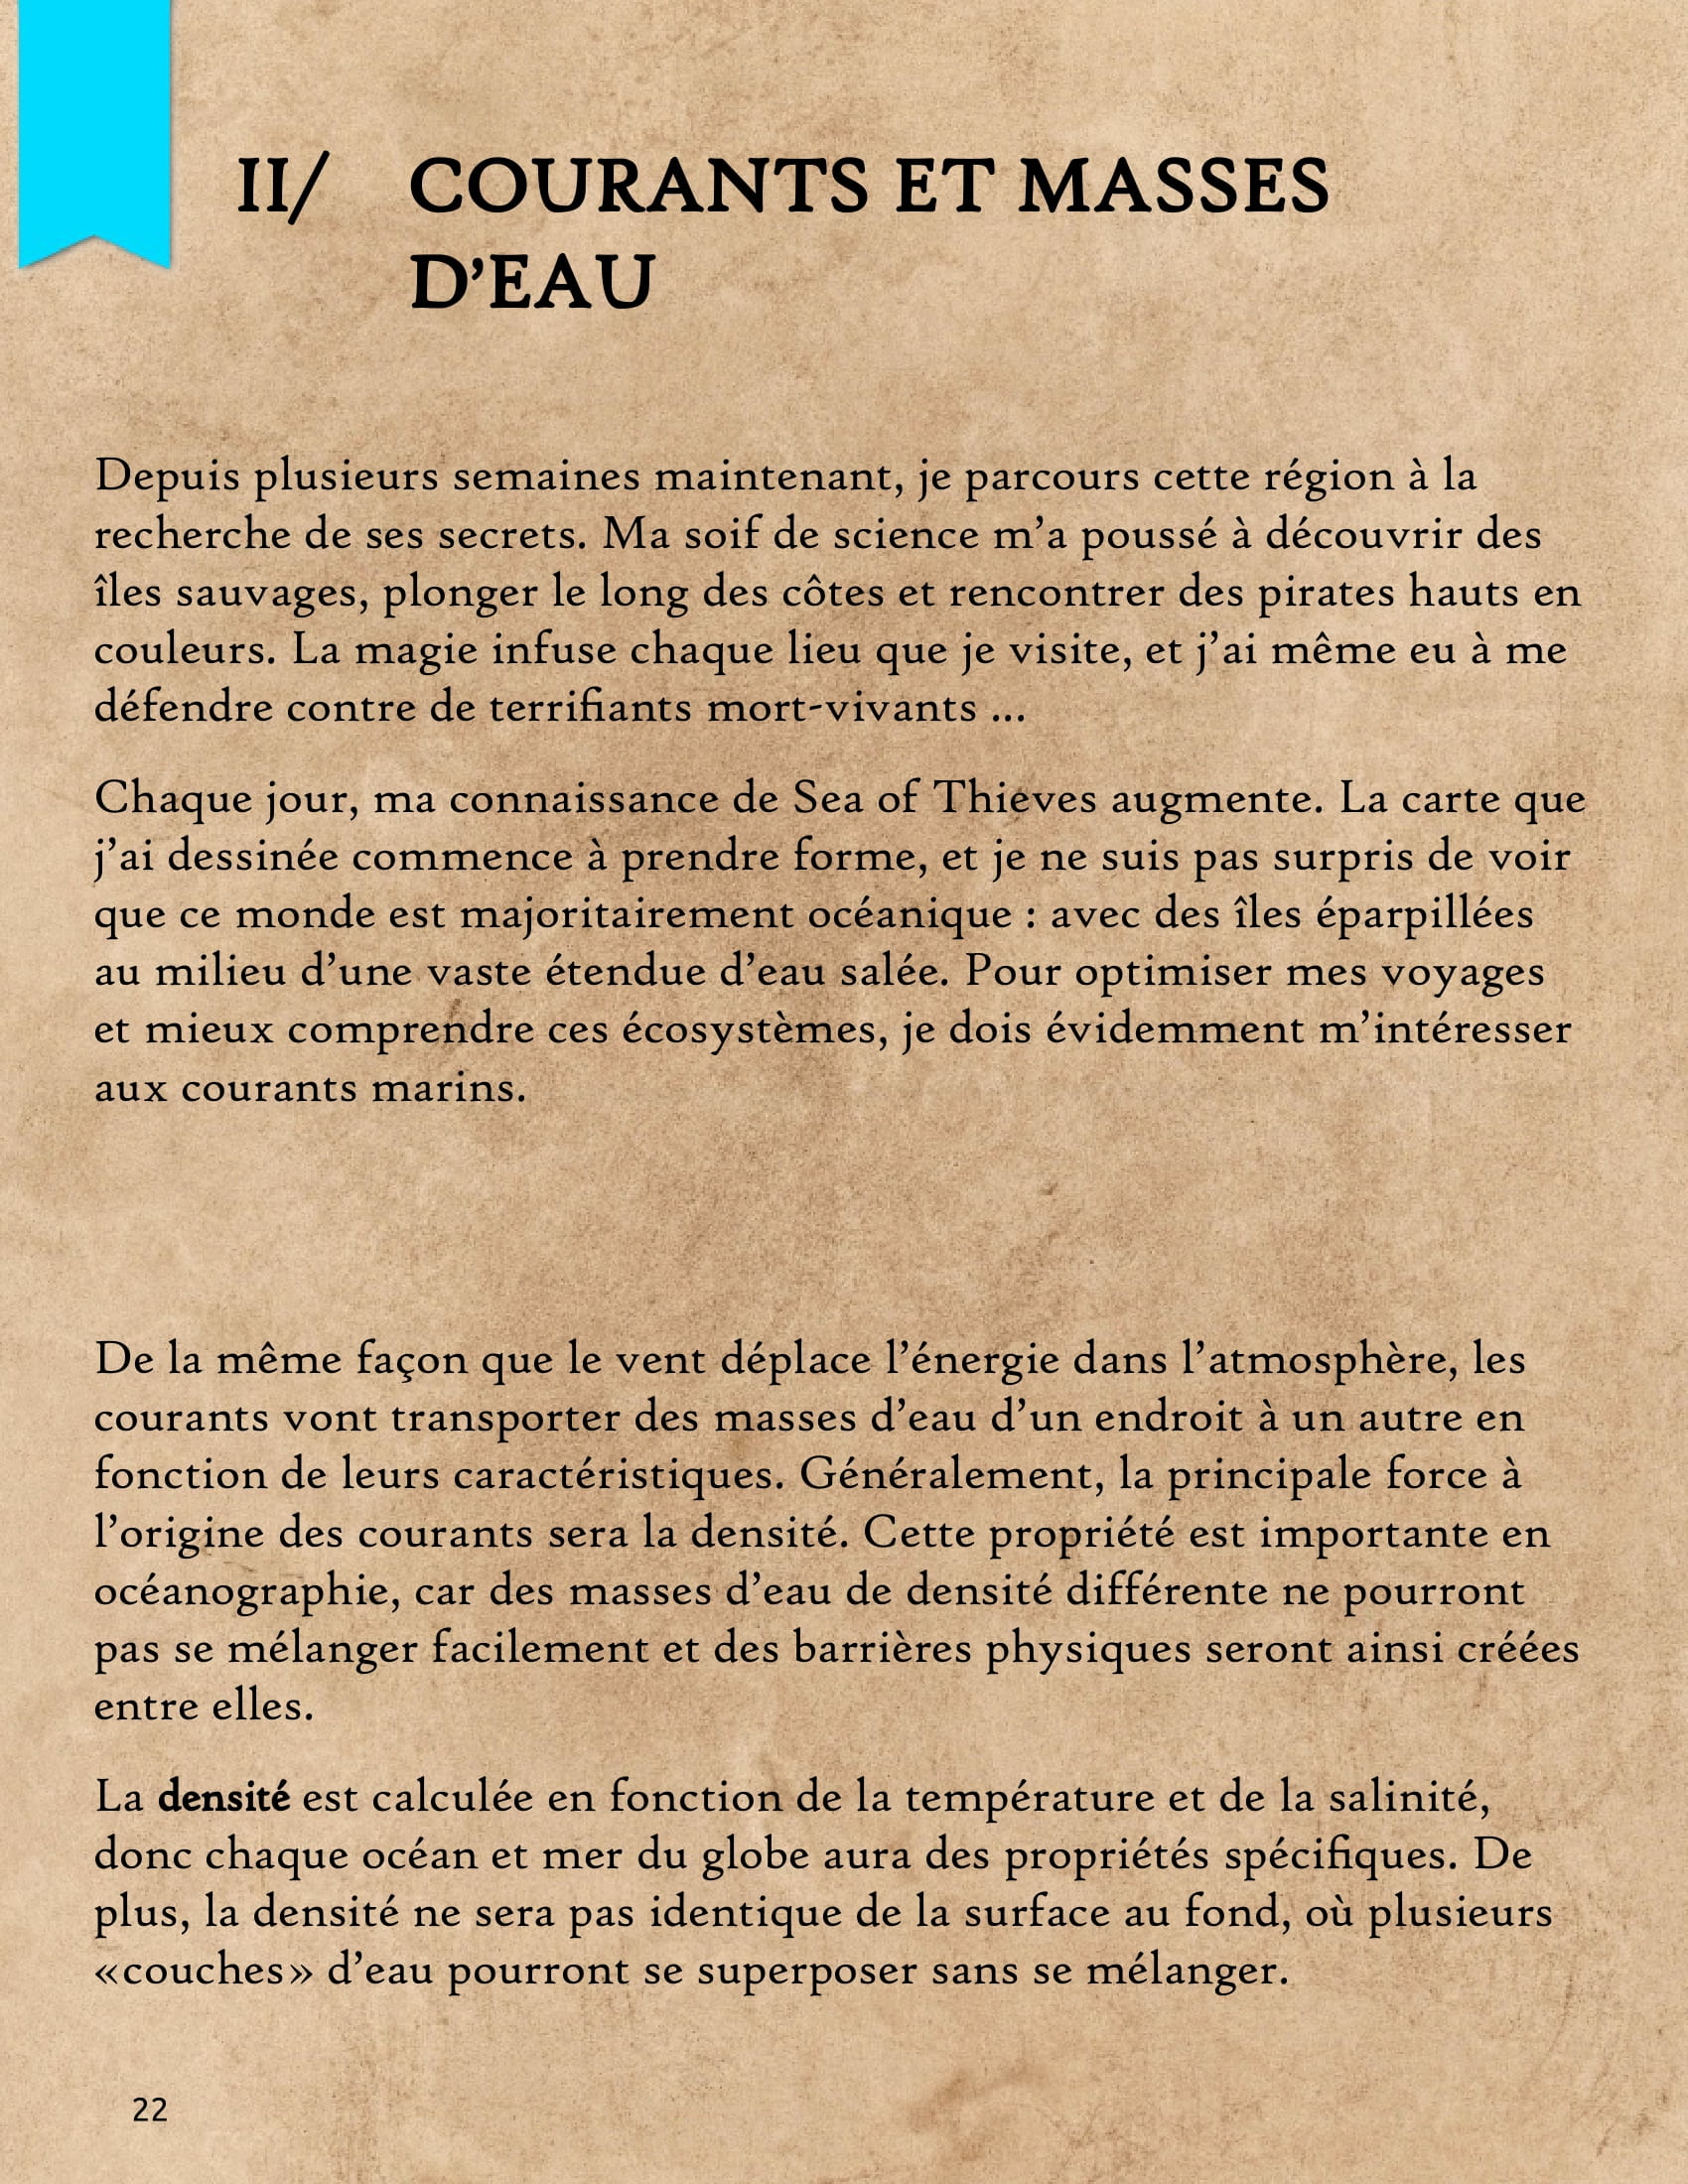 II/ COURANTS ET MASSES
D’EAU
Depuis plusieurs semaines maintenant, je parcours cette région à la
recherche de ses secrets. Ma soif de science m’a poussé à découvrir des
îles sauvages, plonger le long des côtes et rencontrer des pirates hauts en
couleurs. La magie infuse chaque lieu que je visite, et j’ai même eu à me
défendre contre de terrifiants mort-vivants ...
Chaque jour, ma connaissance de Sea of Thieves augmente. La carte que
j’ai dessinée commence à prendre forme, et je ne suis pas surpris de voir
que ce monde est majoritairement océanique : avec des îles éparpillées
au milieu d’une vaste étendue d’eau salée. Pour optimiser mes voyages
et mieux comprendre ces écosystèmes, je dois évidemment m’intéresser
aux courants marins.
De la même façon que le vent déplace l’énergie dans l’atmosphère, les
courants vont transporter des masses d’eau d’un endroit à un autre en
fonction de leurs caractéristiques. Généralement, la principale force à
l’origine des courants sera la densité. Cette propriété est importante en
océanographie, car des masses d’eau de densité différente ne pourront
pas se mélanger facilement et des barrières physiques seront ainsi créées
entre elles.
La densité est calculée en fonction de la température et de la salinité,
donc chaque océan et mer du globe aura des propriétés spécifiques. De
plus, la densité ne sera pas identique de la surface au fond, où plusieurs
«couches» d’eau pourront se superposer sans se mélanger.
22